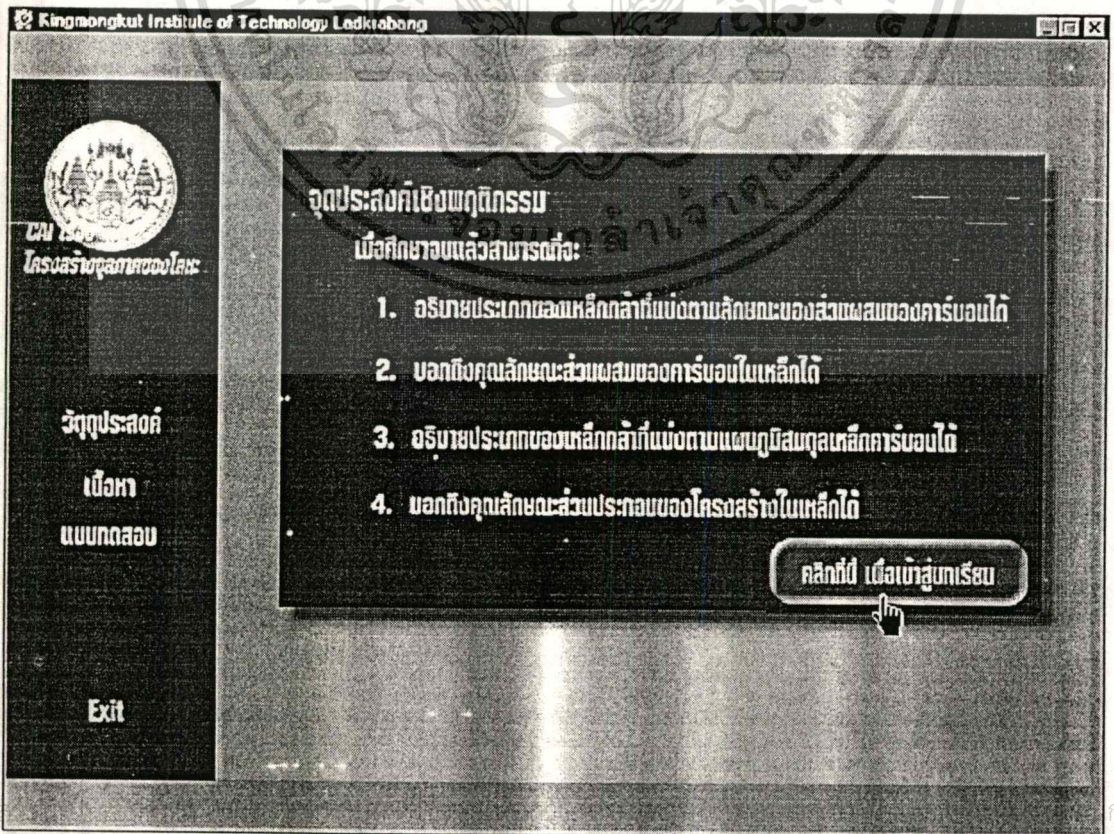 Kingmongkut Institute of Technology Ladkrabang
CAI
โครงสร้างจุลภาคของโลหะ
วัตถุประสงค์
เนื้อหา
แบบทดสอบ
Exit
จุดประสงค์เชิงพฤติกรรม
เมื่อศึกษาจบแล้วสามารถที่จะ
1. อธิบายประเภทของเหล็กกล้าที่แบ่งตามลักษณะของส่วนผสมของคาร์บอนได้
2. บอกถึงคุณลักษณะส่วนผสมของคาร์บอนในเหล็กได้
3. อธิบายประเภทของเหล็กกล้าที่แบ่งตามแผนภูมิสมดุลเหล็กคาร์บอนได้
4. บอกถึงคุณลักษณะส่วนประกอบของโครงสร้างในเหล็กได้
คลิกที่นี่ เพื่อเข้าสู่บทเรียน